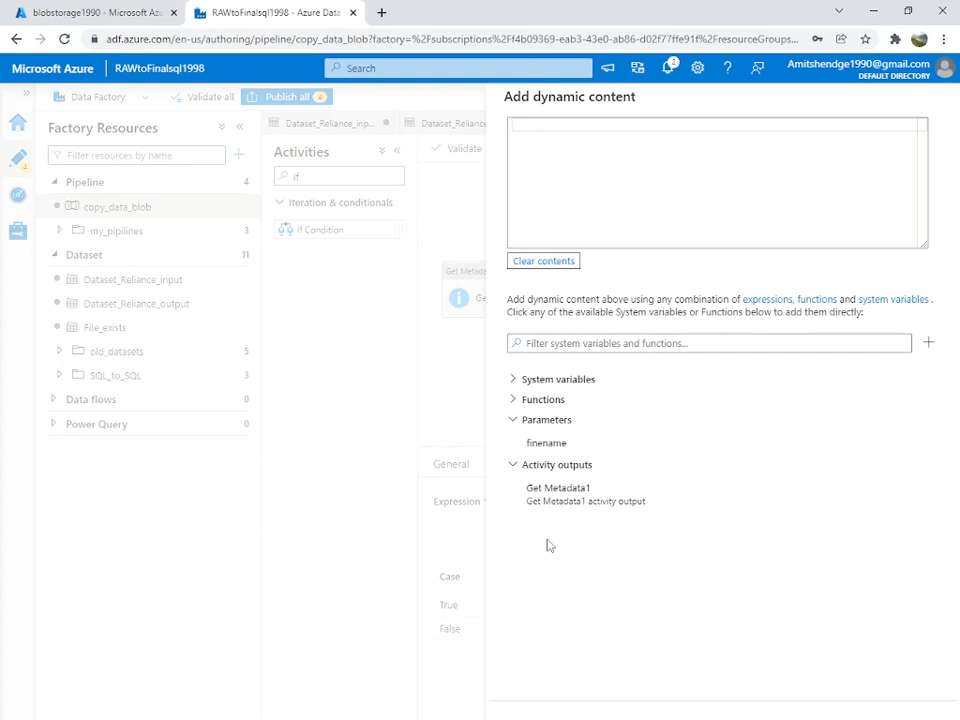 blobstorage1990 - Microsoft Azu
RAWtoFinalsql1998 - Azure Data
adf.azure.com/en-us/authoring/pipeline/copy_data_blob?factory=%2Fsubscriptions%2Ff4b09369-eab3-43e0-ab86-d02f77ffe91f%2FresourceGroups...
Microsoft Azure
RAWtoFinalsql1998
Search
2
Amitshendge1990@gmail.com
DEFAULT DIRECTORY
Data Factory
Validate all
Publish all 4
Factory Resources
Filter resources by name
Pipeline 4
copy_data_blob
my_pipilines 3
Dataset 11
Dataset_Reliance_input
Dataset_Reliance_output
File_exists
old_datasets 5
SQL_to_SQL 3
Data flows 0
Power Query 0
Dataset_Reliance_inp...
Dataset_Reliance
Activities
if
Iteration & conditionals
If Condition
Validate
Get Metada
Ge
General
Expression
Case
True
False
Add dynamic content
Clear contents
Add dynamic content above using any combination of expressions, functions and system variables .
Click any of the available System variables or Functions below to add them directly:
Filter system variables and functions...
System variables
Functions
Parameters
finename
Activity outputs
Get Metadata1
Get Metadata1 activity output